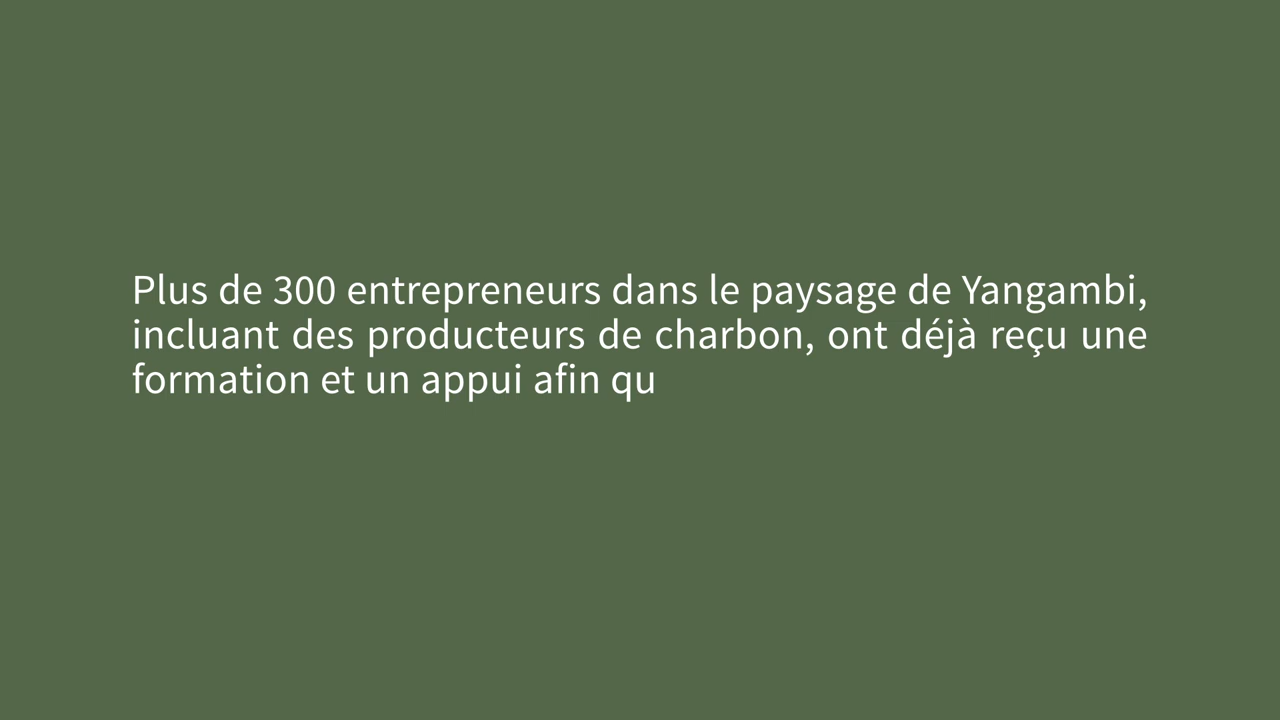 Plus de 300 entrepreneurs dans le paysage de Yangambi,
incluant des producteurs de charbon, ont déjà reçu une
formation et un appui afin qu